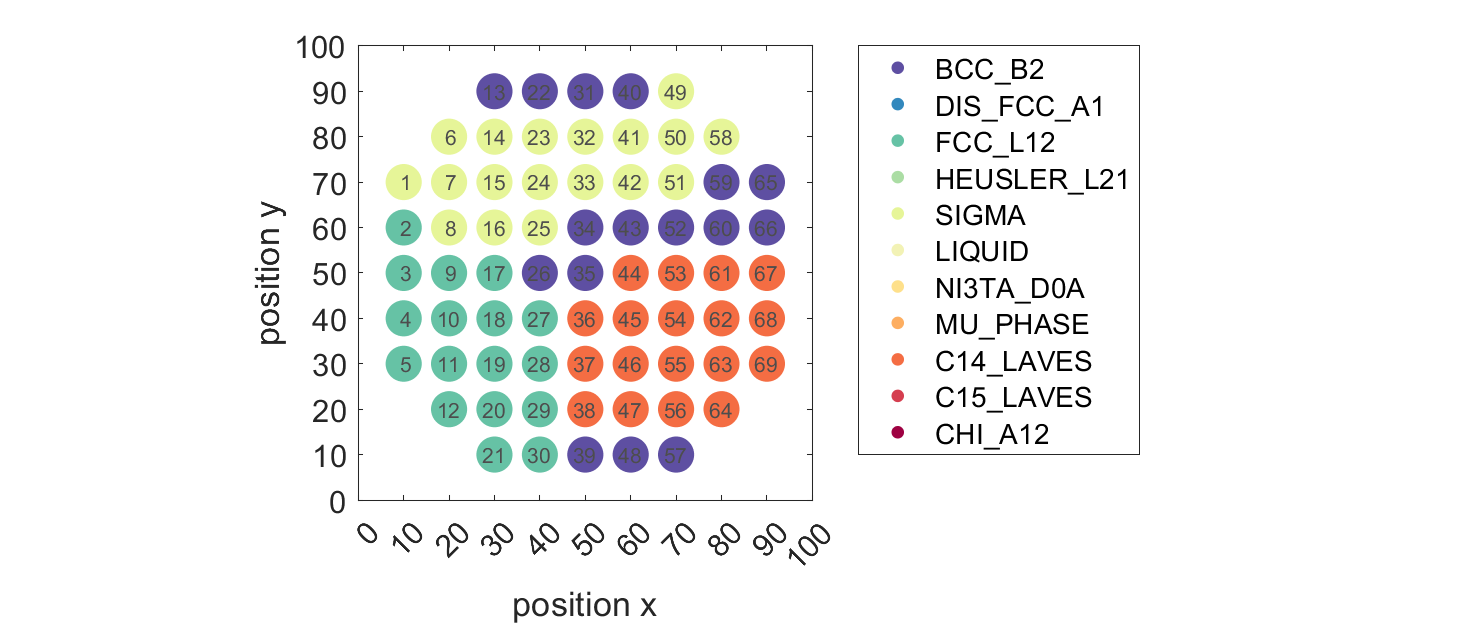 100
90
80
70
60
50
40
30
20
10
0
position y
13 22 31 40 49
6 14 23 32 41 50 58
1 7 15 24 33 42 51 59 65
2 8 16 25 34 43 52 60 66
3 9 17 26 35 44 53 61 67
4 10 18 27 36 45 54 62 68
5 11 19 28 37 46 55 63 69
12 20 29 38 47 56 64
21 30 39 48 57
0 10 20 30 40 50 60 70 80 90 100
position x
BCC_B2
DIS_FCC_A1
FCC_L12
HEUSLER_L21
SIGMA
LIQUID
NI3TA_D0A
MU_PHASE
C14_LAVES
C15_LAVES
CHI_A12